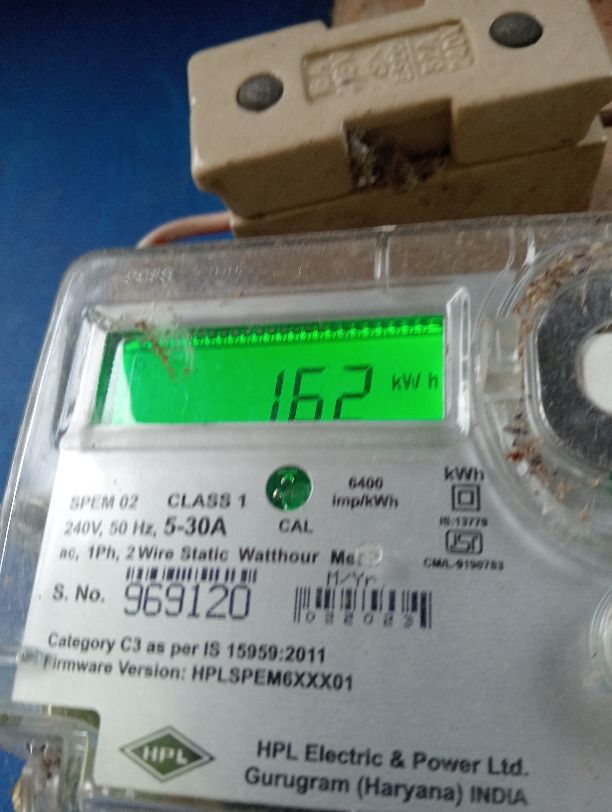 162 kWh
SPEM 02 CLASS 1
6400 imp/kWh
kWh
240V, 50 Hz, 5-30A
CAL
IS:13779
ac, 1Ph, 2 Wire Static Watthour
CM/L-9190783
M/Yr.
S. No. 969120
022023
Category C3 as per IS 15959:2011
Firmware Version: HPLSPEM6XXX01
HPL
HPL Electric & Power Ltd.
Gurugram (Haryana) INDIA